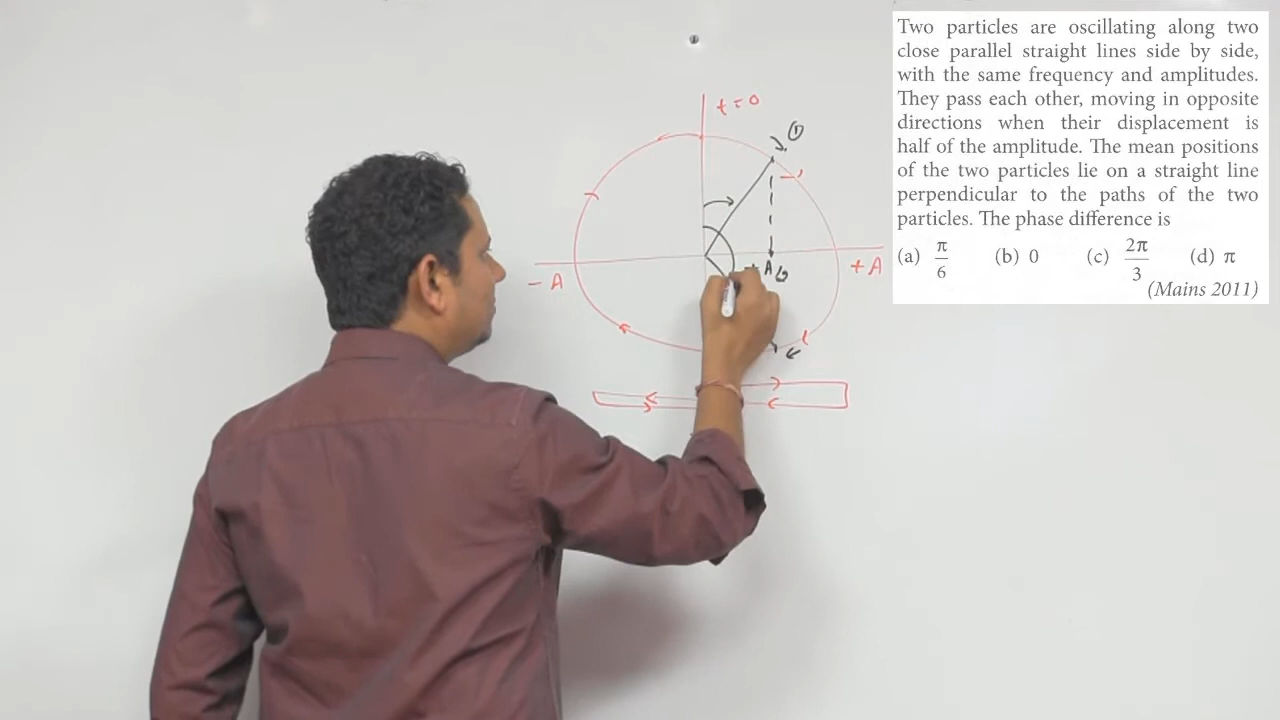 Two particles are oscillating along two
close parallel straight lines side by side,
with the same frequency and amplitudes.
They pass each other, moving in opposite
directions when their displacement is
half of the amplitude. The mean positions
of the two particles lie on a straight line
perpendicular to the paths of the two
particles. The phase difference is
(a) π/6 (b) 0 (c) 2π/3 (d) π
(Mains 2011)
t = 0
①
- A
+ A